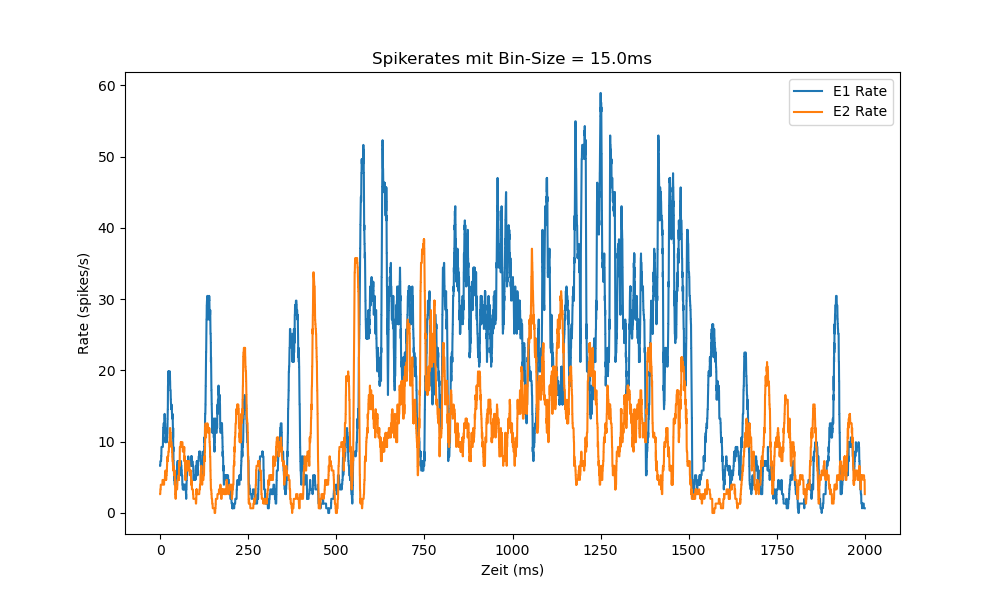 Spikerates mit Bin-Size = 15.0ms
E1 Rate
E2 Rate
60
50
40
30
20
10
0
Rate (spikes/s)
0 250 500 750 1000 1250 1500 1750 2000
Zeit (ms)